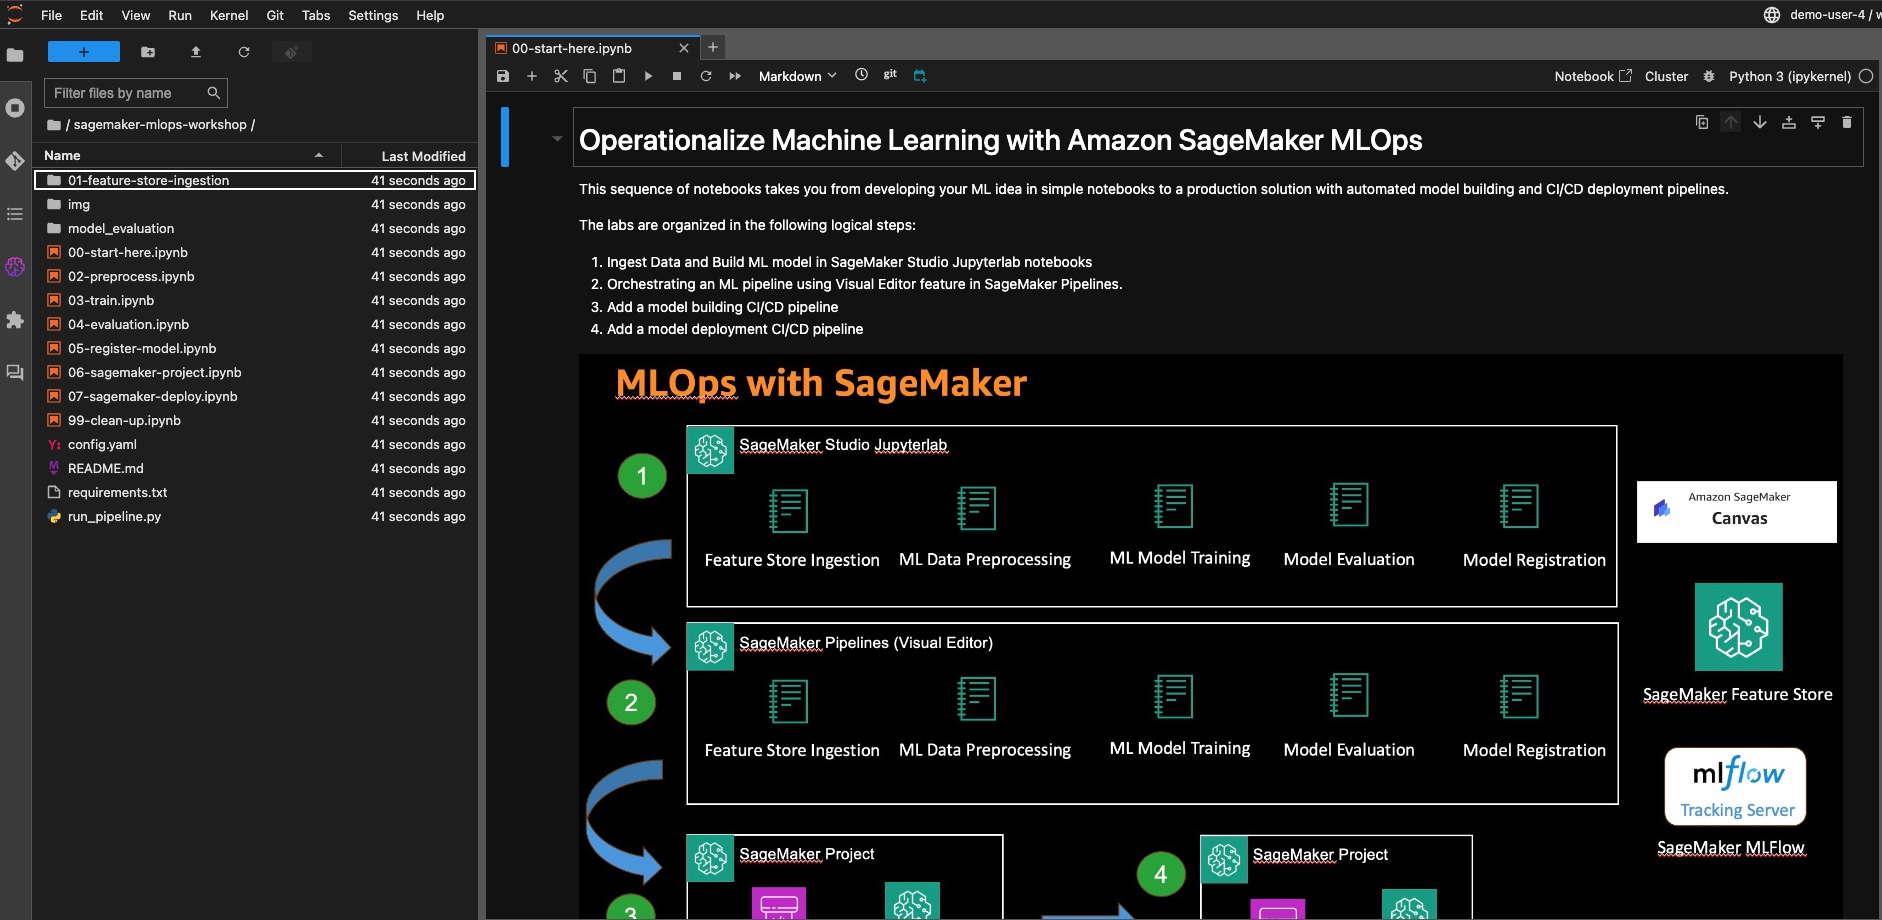 File Edit View Run Kernel Git Tabs Settings Help
demo-user-4 / w
00-start-here.ipynb
Filter files by name
/ sagemaker-mlops-workshop /
Name Last Modified
01-feature-store-ingestion 41 seconds ago
img 41 seconds ago
model_evaluation 41 seconds ago
00-start-here.ipynb 41 seconds ago
02-preprocess.ipynb 41 seconds ago
03-train.ipynb 41 seconds ago
04-evaluation.ipynb 41 seconds ago
05-register-model.ipynb 41 seconds ago
06-sagemaker-project.ipynb 41 seconds ago
07-sagemaker-deploy.ipynb 41 seconds ago
99-clean-up.ipynb 41 seconds ago
Y: config.yaml 41 seconds ago
M README.md 41 seconds ago
requirements.txt 41 seconds ago
run_pipeline.py 41 seconds ago
Markdown git Notebook Cluster Python 3 (ipykernel)
Operationalize Machine Learning with Amazon SageMaker MLOps
This sequence of notebooks takes you from developing your ML idea in simple notebooks to a production solution with automated model building and CI/CD deployment pipelines.
The labs are organized in the following logical steps:
1. Ingest Data and Build ML model in SageMaker Studio Jupyterlab notebooks
2. Orchestrating an ML pipeline using Visual Editor feature in SageMaker Pipelines.
3. Add a model building CI/CD pipeline
4. Add a model deployment CI/CD pipeline
MLOps with SageMaker
1
SageMaker Studio Jupyterlab
Feature Store Ingestion ML Data Preprocessing ML Model Training Model Evaluation Model Registration
2
SageMaker Pipelines (Visual Editor)
Feature Store Ingestion ML Data Preprocessing ML Model Training Model Evaluation Model Registration
3
SageMaker Project
4
SageMaker Project
Amazon SageMaker
Canvas
SageMaker Feature Store
mlflow
Tracking Server
SageMaker MLFlow